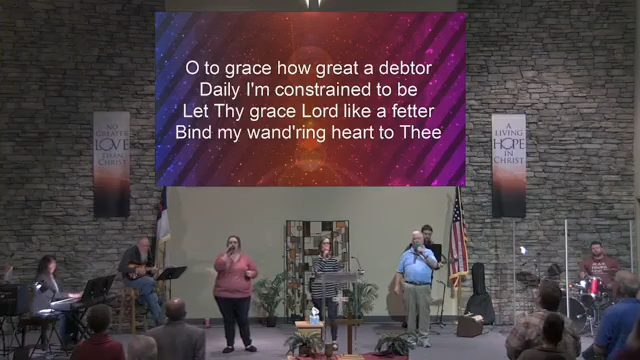 O to grace how great a debtor
Daily I'm constrained to be
Let Thy grace Lord like a fetter
Bind my wand'ring heart to Thee
NO
GREATER
LOVE
THAN
CHRIST
A
LIVING
HOPE
IN
CHRIST